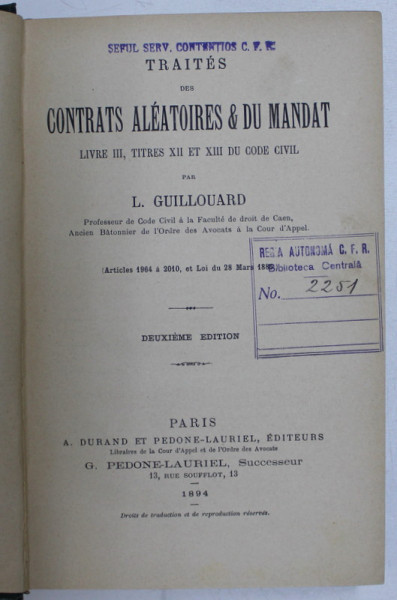 SEFUL SERV. CONTENTIOS C. F. R.
TRAITÉS
DES
CONTRATS ALÉATOIRES & DU MANDAT
LIVRE III, TITRES XII ET XIII DU CODE CIVIL
PAR
L. GUILLOUARD
Professeur de Code Civil à la Faculté de droit de Caen,
Ancien Bâtonnier de l'Ordre des Avocats à la Cour d'Appel.
(Articles 1964 à 2010, et Loi du 28 Mars
REGIA AUTONOMĂ C. F. R.
Biblioteca Centrală
No. 2251
DEUXIÈME EDITION
PARIS
A. DURAND ET PEDONE-LAURIEL, ÉDITEURS
Libraires de la Cour d'Appel et de l'Ordre des Avocats
G. PEDONE-LAURIEL, Successeur
13, RUE SOUFFLOT, 13
1894
Droits de traduction et de reproduction réservés.